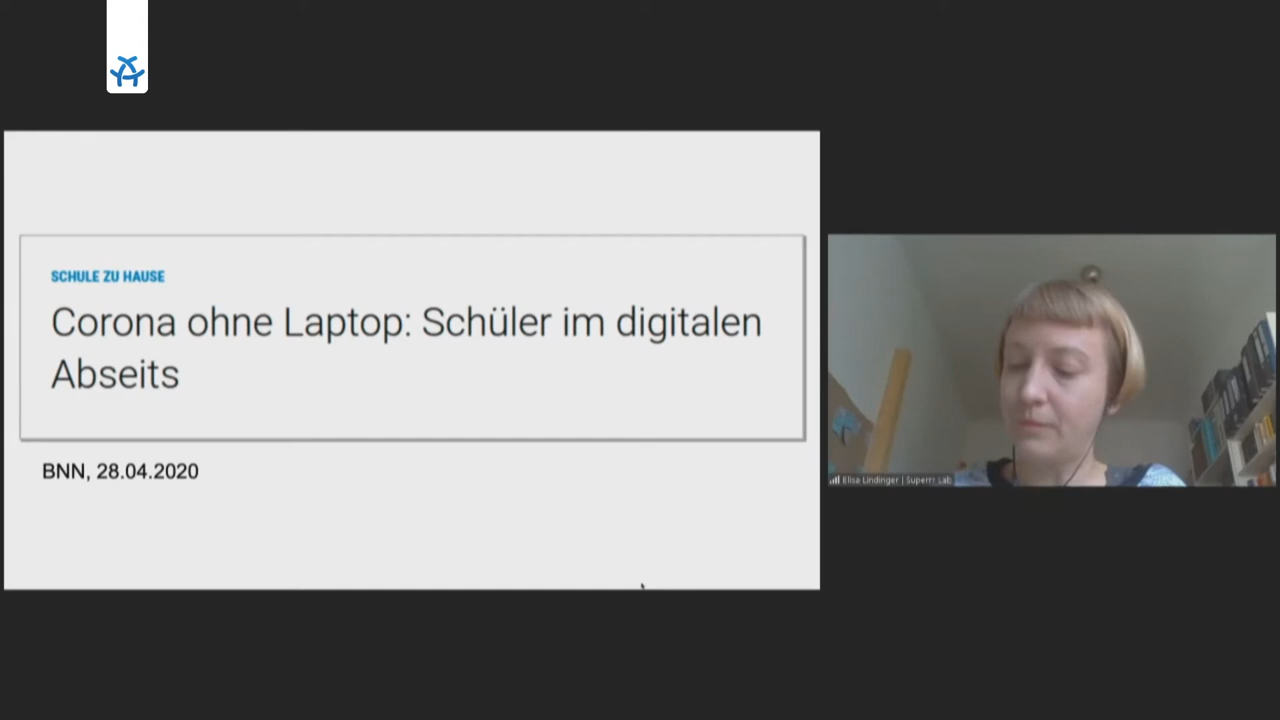 SCHULE ZU HAUSE
Corona ohne Laptop: Schüler im digitalen
Abseits
BNN, 28.04.2020
Elisa Lindinger | Superrr Lab